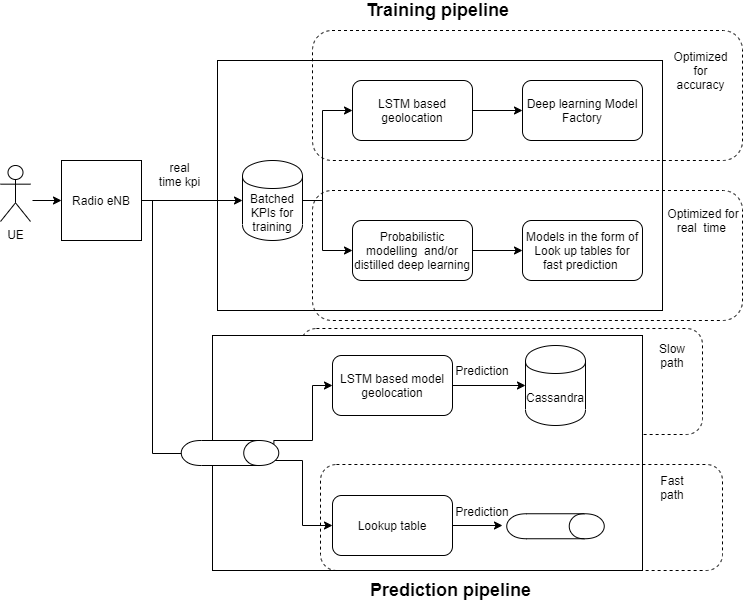 Training pipeline
Optimized
for
accuracy
LSTM based
geolocation
Deep learning Model
Factory
real
time kpi
Radio eNB
UE
Batched
KPIs for
training
Optimized for
real time
Probabilistic
modelling and/or
distilled deep learning
Models in the form of
Look up tables for
fast prediction
Slow
path
LSTM based model
geolocation
Prediction
Cassandra
Fast
path
Lookup table
Prediction
Prediction pipeline